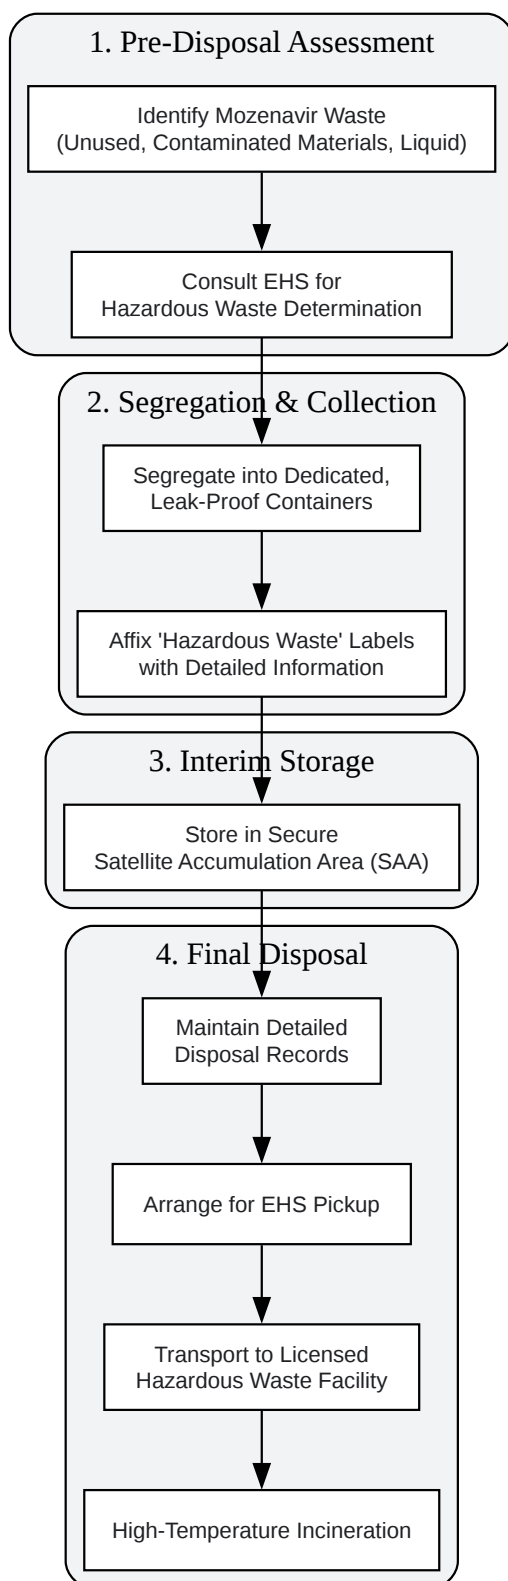 1. Pre-Disposal Assessment
Identify Mozenavir Waste
(Unused, Contaminated Materials, Liquid)
Consult EHS for
Hazardous Waste Determination
2. Segregation & Collection
Segregate into Dedicated,
Leak-Proof Containers
Affix 'Hazardous Waste' Labels
with Detailed Information
3. Interim Storage
Store in Secure
Satellite Accumulation Area (SAA)
4. Final Disposal
Maintain Detailed
Disposal Records
Arrange for EHS Pickup
Transport to Licensed
Hazardous Waste Facility
High-Temperature Incineration